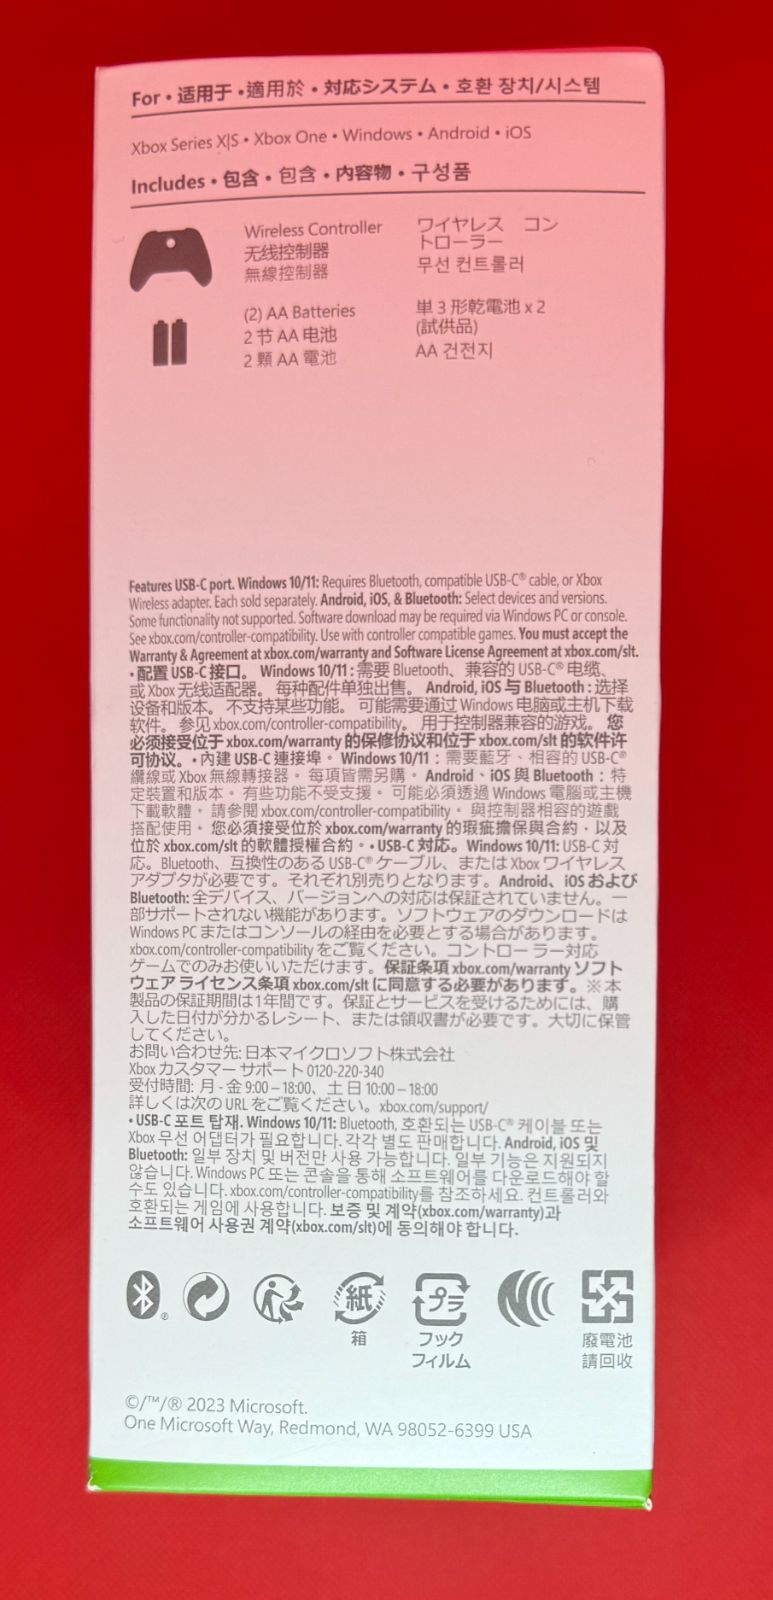 For • 适用于 • 適用於 • 対応システム • 호환 장치/시스템
Xbox Series X|S • Xbox One • Windows • Android • iOS
Includes • 包含 • 包含 • 内容物 • 구성품
Wireless Controller
无线控制器
無線控制器
ワイヤレス コン
トローラー
무선 컨트롤러
(2) AA Batteries
2 节 AA 电池
2 顆 AA 電池
単 3 形乾電池 x 2
(試供品)
AA 건전지
Features USB-C port. Windows 10/11: Requires Bluetooth, compatible USB-C® cable, or Xbox
Wireless adapter. Each sold separately. Android, iOS, & Bluetooth: Select devices and versions.
Some functionality not supported. Software download may be required via Windows PC or console.
See xbox.com/controller-compatibility. Use with controller compatible games. You must accept the
Warranty & Agreement at xbox.com/warranty and Software License Agreement at xbox.com/slt.
• 配置 USB-C 接口。 Windows 10/11 : 需要 Bluetooth、兼容的 USB-C® 电缆、
或 Xbox 无线适配器。 每种配件单独出售。 Android, iOS 与 Bluetooth : 选择
设备和版本。 不支持某些功能。 可能需要通过 Windows 电脑或主机下载
软件。 参见 xbox.com/controller-compatibility。 用于控制器兼容的游戏。 您
必须接受位于 xbox.com/warranty 的保修协议和位于 xbox.com/slt 的软件许
可协议。 • 內建 USB-C 連接埠。 Windows 10/11 : 需要藍牙、相容的 USB-C®
纜線或 Xbox 無線轉接器。 每項皆需另購。 Android、iOS 與 Bluetooth : 特
定裝置和版本。 有些功能不受支援。 可能必須透過 Windows 電腦或主機
下載軟體。 請參閱 xbox.com/controller-compatibility。 與控制器相容的遊戲
搭配使用。 您必須接受位於 xbox.com/warranty 的瑕疵擔保與合約,以及
位於 xbox.com/slt 的軟體授權合約。 • USB-C 対応。Windows 10/11: USB-C 対
応。Bluetooth、互換性のある USB-C® ケーブル、または Xbox ワイヤレス
アダプタが必要です。それぞれ別売りとなります。Android、iOS および
Bluetooth: 全デバイス、バージョンへの対応は保証されていません。一
部サポートされない機能があります。ソフトウェアのダウンロードは
Windows PC またはコンソールの経由を必要とする場合があります。
xbox.com/controller-compatibility をご覧ください。コントローラー対応
ゲームでのみお使いいただけます。保証条項 xbox.com/warranty ソフト
ウェア ライセンス条項 xbox.com/slt に同意する必要があります。※ 本
製品の保証期間は1年間です。保証とサービスを受けるためには、購
入した日付が分かるレシート、または領収書が必要です。大切に保管
してください。
お問い合わせ先: 日本マイクロソフト株式会社
Xbox カスタマー サポート 0120-220-340
受付時間: 月 - 金 9:00 – 18:00、土 日 10:00 – 18:00
詳しくは次の URL をご覧ください。xbox.com/support/
• USB-C 포트 탑재. Windows 10/11: Bluetooth, 호환되는 USB-C® 케이블 또는
Xbox 무선 어댑터가 필요합니다. 각각 별도 판매합니다. Android, iOS 및
Bluetooth: 일부 장치 및 버전만 사용 가능합니다. 일부 기능은 지원되지
않습니다. Windows PC 또는 콘솔을 통해 소프트웨어를 다운로드해야 할
수도 있습니다. xbox.com/controller-compatibility를 참조하세요. 컨트롤러와
호환되는 게임에 사용합니다. 보증 및 계약(xbox.com/warranty)과
소프트웨어 사용권 계약(xbox.com/slt)에 동의해야 합니다.
®
紙
プラ
箱
フック
フィルム
廢電池
請回收
©/™/® 2023 Microsoft.
One Microsoft Way, Redmond, WA 98052-6399 USA